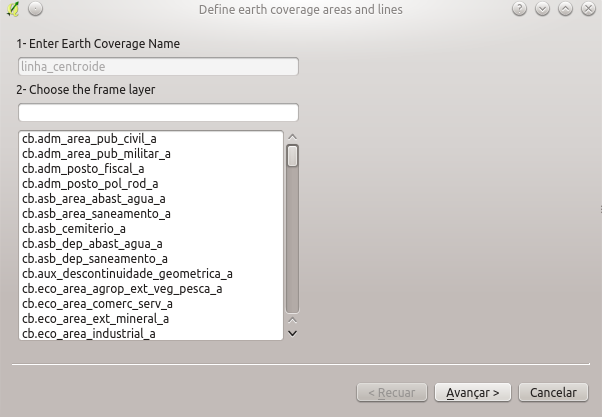 Define earth coverage areas and lines
1- Enter Earth Coverage Name
linha_centroide
2- Choose the frame layer
cb.adm_area_pub_civil_a
cb.adm_area_pub_militar_a
cb.adm_posto_fiscal_a
cb.adm_posto_pol_rod_a
cb.asb_area_abast_agua_a
cb.asb_area_saneamento_a
cb.asb_cemiterio_a
cb.asb_dep_abast_agua_a
cb.asb_dep_saneamento_a
cb.aux_descontinuidade_geometrica_a
cb.eco_area_agrop_ext_veg_pesca_a
cb.eco_area_comerc_serv_a
cb.eco_area_ext_mineral_a
cb.eco_area_industrial_a
< Recuar Avançar > Cancelar